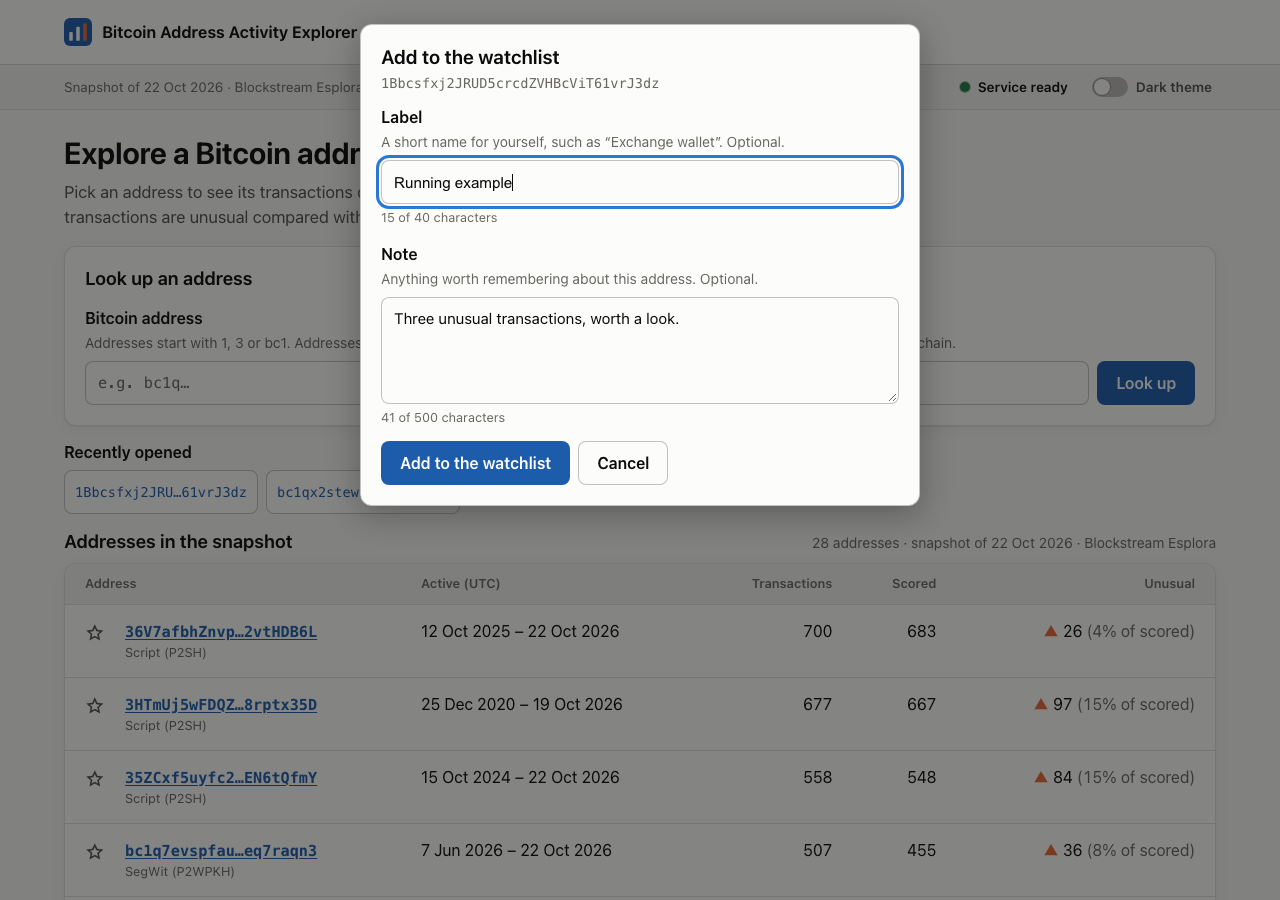 Bitcoin Address Activity Explorer
Snapshot of 22 Oct 2026 · Blockstream Esplora
Service ready
Dark theme
Explore a Bitcoin addr
Pick an address to see its transactions
transactions are unusual compared with
Look up an address
Bitcoin address
Addresses start with 1, 3 or bc1. Addresses
chain.
e.g. bc1q…
Look up
Recently opened
1Bbcsfxj2JRU…61vrJ3dz
bc1qx2stew
Add to the watchlist
1Bbcsfxj2JRUD5crcdZVHBcViT61vrJ3dz
Label
A short name for yourself, such as “Exchange wallet”. Optional.
Running example
15 of 40 characters
Note
Anything worth remembering about this address. Optional.
Three unusual transactions, worth a look.
41 of 500 characters
Add to the watchlist
Cancel
Addresses in the snapshot
28 addresses · snapshot of 22 Oct 2026 · Blockstream Esplora
Address Active (UTC) Transactions Scored Unusual
36V7afbhZnvp…2vtHDB6L 12 Oct 2025 – 22 Oct 2026 700 683 26 (4% of scored)
Script (P2SH)
3HTmUj5wFDQZ…8rptx35D 25 Dec 2020 – 19 Oct 2026 677 667 97 (15% of scored)
Script (P2SH)
35ZCxf5uyfc2…EN6tQfmY 15 Oct 2024 – 22 Oct 2026 558 548 84 (15% of scored)
Script (P2SH)
bc1q7evspfau…eq7raqn3 7 Jun 2026 – 22 Oct 2026 507 455 36 (8% of scored)
SegWit (P2WPKH)